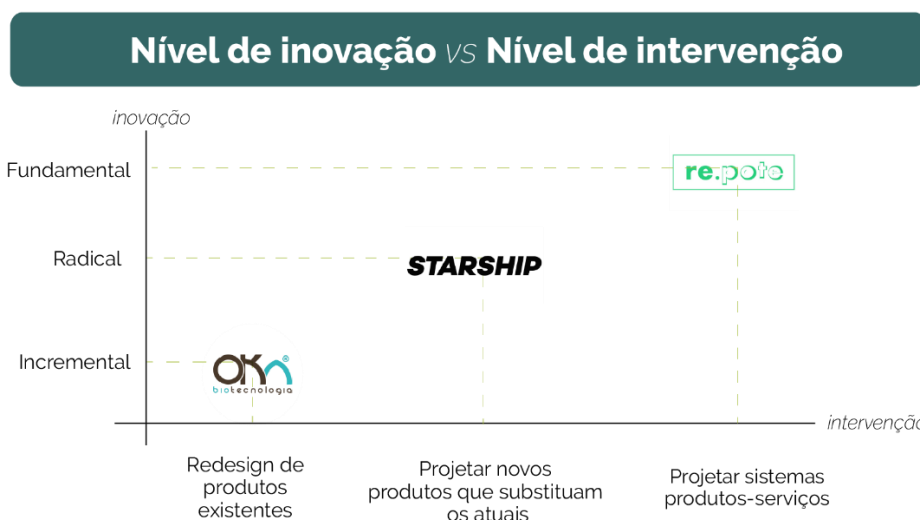 Nível de inovação vs Nível de intervenção
inovação
Fundamental
re.pote
Radical
STARSHIP
Incremental
OKA®
biotecnologia
intervenção
Redesign de
produtos
existentes
Projetar novos
produtos que substituam
os atuais
Projetar sistemas
produtos-serviços